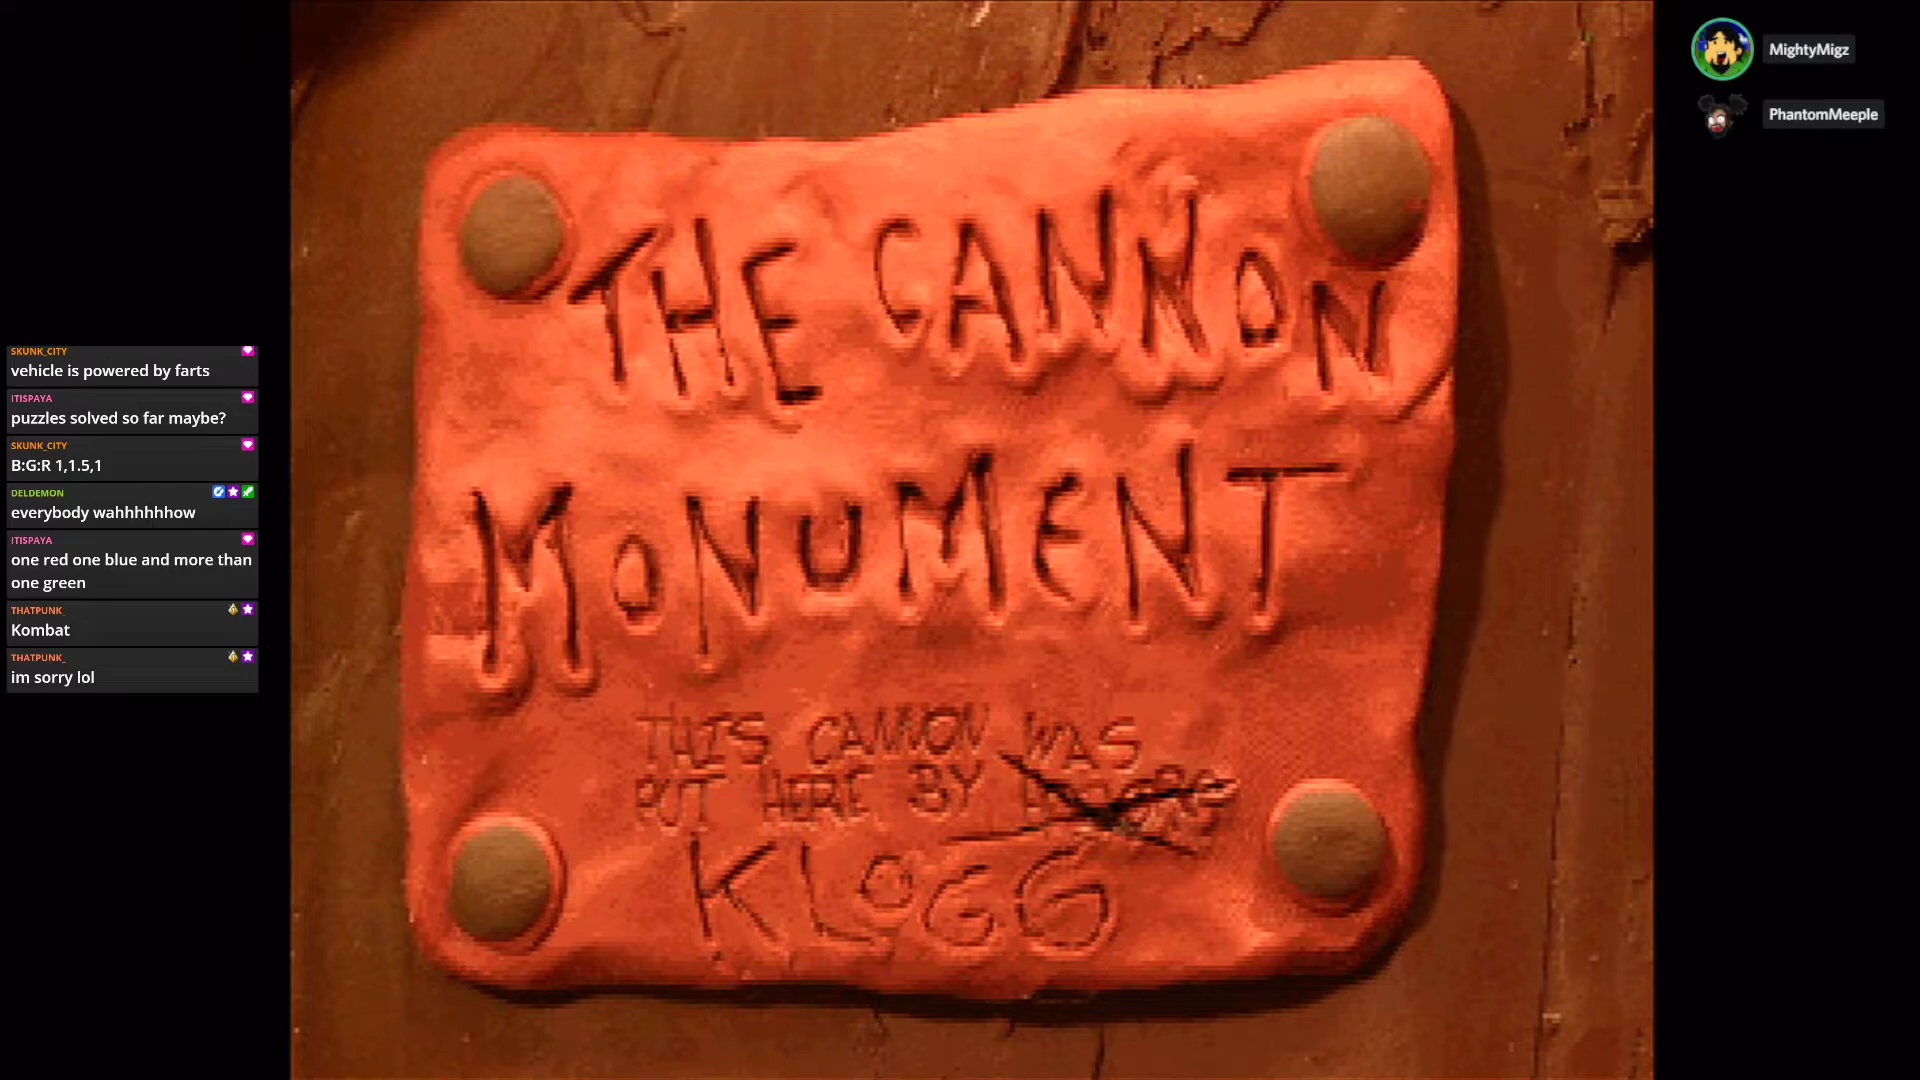 MightyMigz
PhantomMeeple
THE CANNON
MONUMENT
THIS CANNON WAS
PUT HERE BY
KLOGG
SKUNK_CITY
vehicle is powered by farts
ITISPAYA
puzzles solved so far maybe?
SKUNK_CITY
B:G:R 1,1.5,1
DELDEMON
everybody wahhhhhhow
ITISPAYA
one red one blue and more than
one green
THATPUNK_
Kombat
THATPUNK_
im sorry lol